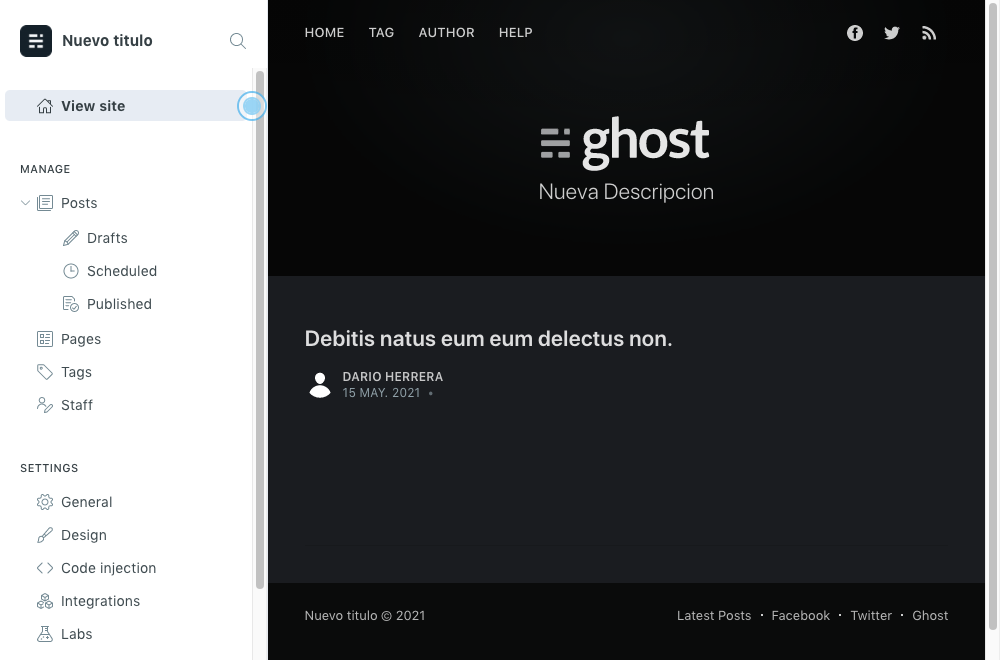 Nuevo titulo
View site
MANAGE
Posts
Drafts
Scheduled
Published
Pages
Tags
Staff
SETTINGS
General
Design
Code injection
Integrations
Labs
HOME TAG AUTHOR HELP
ghost
Nueva Descripcion
Debitis natus eum eum delectus non.
DARIO HERRERA
15 MAY. 2021 •
Nuevo titulo © 2021
Latest Posts · Facebook · Twitter · Ghost